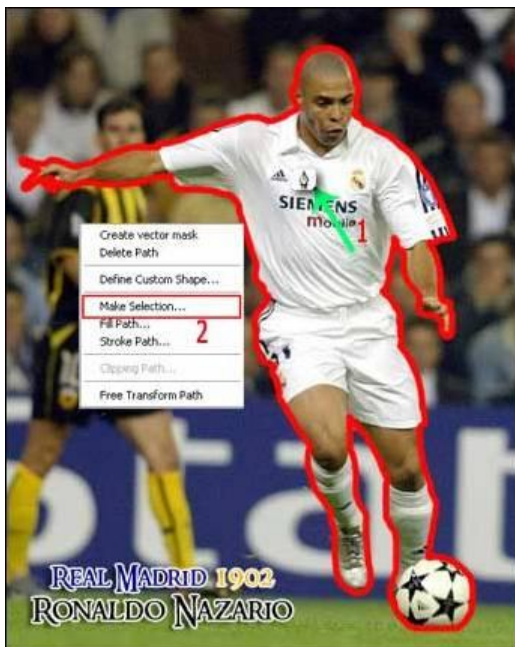 SIEMENS
mobile
1
Create vector mask
Delete Path
Define Custom Shape...
Make Selection...
Fill Path...
2
Stroke Path...
Clipping Path...
Free Transform Path
REAL MADRID 1902
RONALDO NAZARIO